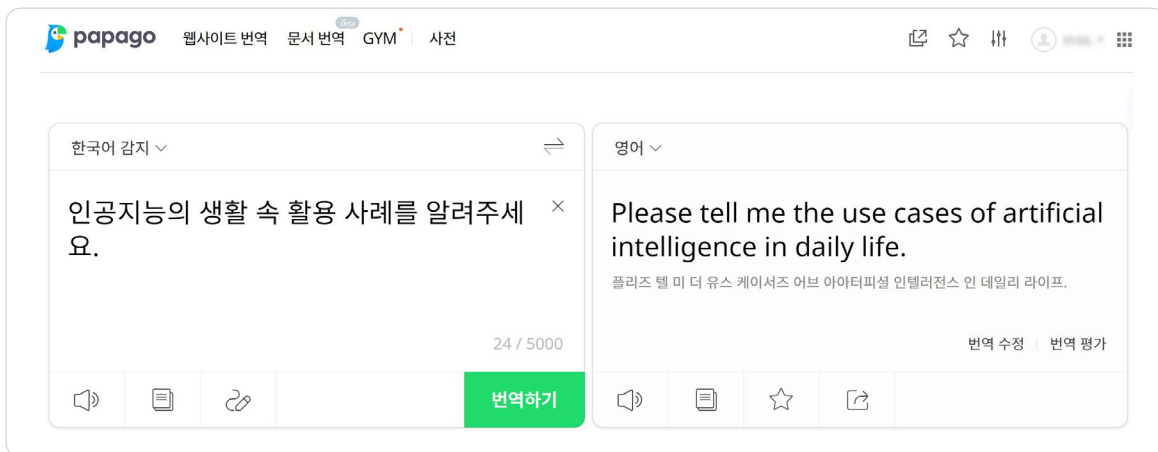 papago 웹사이트 번역 문서 번역 Beta GYM 사전
한국어 감지
인공지능의 생활 속 활용 사례를 알려주세
요.
24 / 5000
번역하기
영어
Please tell me the use cases of artificial
intelligence in daily life.
플리즈 텔 미 더 유스 케이서즈 어브 아아터피셜 인텔러전스 인 데일리 라이프.
번역 수정 번역 평가